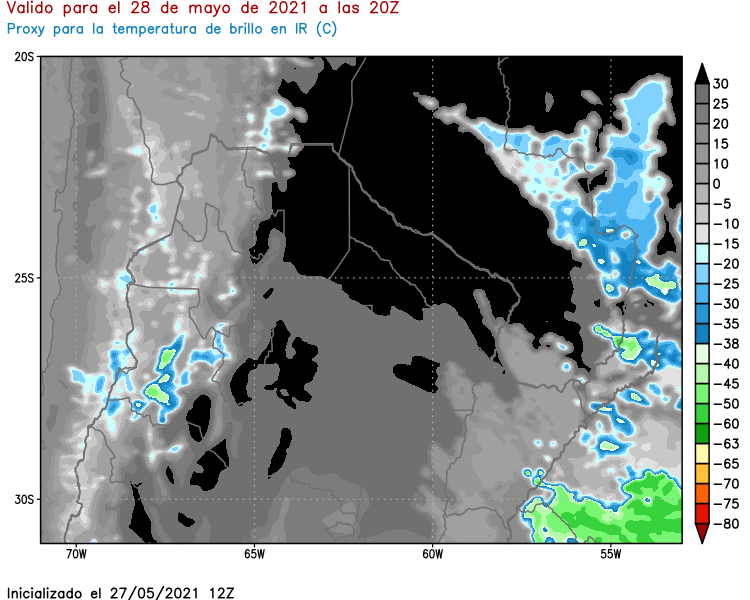 Valido para el 28 de mayo de 2021 a las 20Z
Proxy para la temperatura de brillo en IR (C)
20S
25S
30S
70W
65W
60W
55W
30
25
20
15
10
0
-5
-10
-15
-20
-25
-30
-35
-38
-40
-45
-50
-60
-63
-65
-70
-75
-80
Inicializado el 27/05/2021 12Z